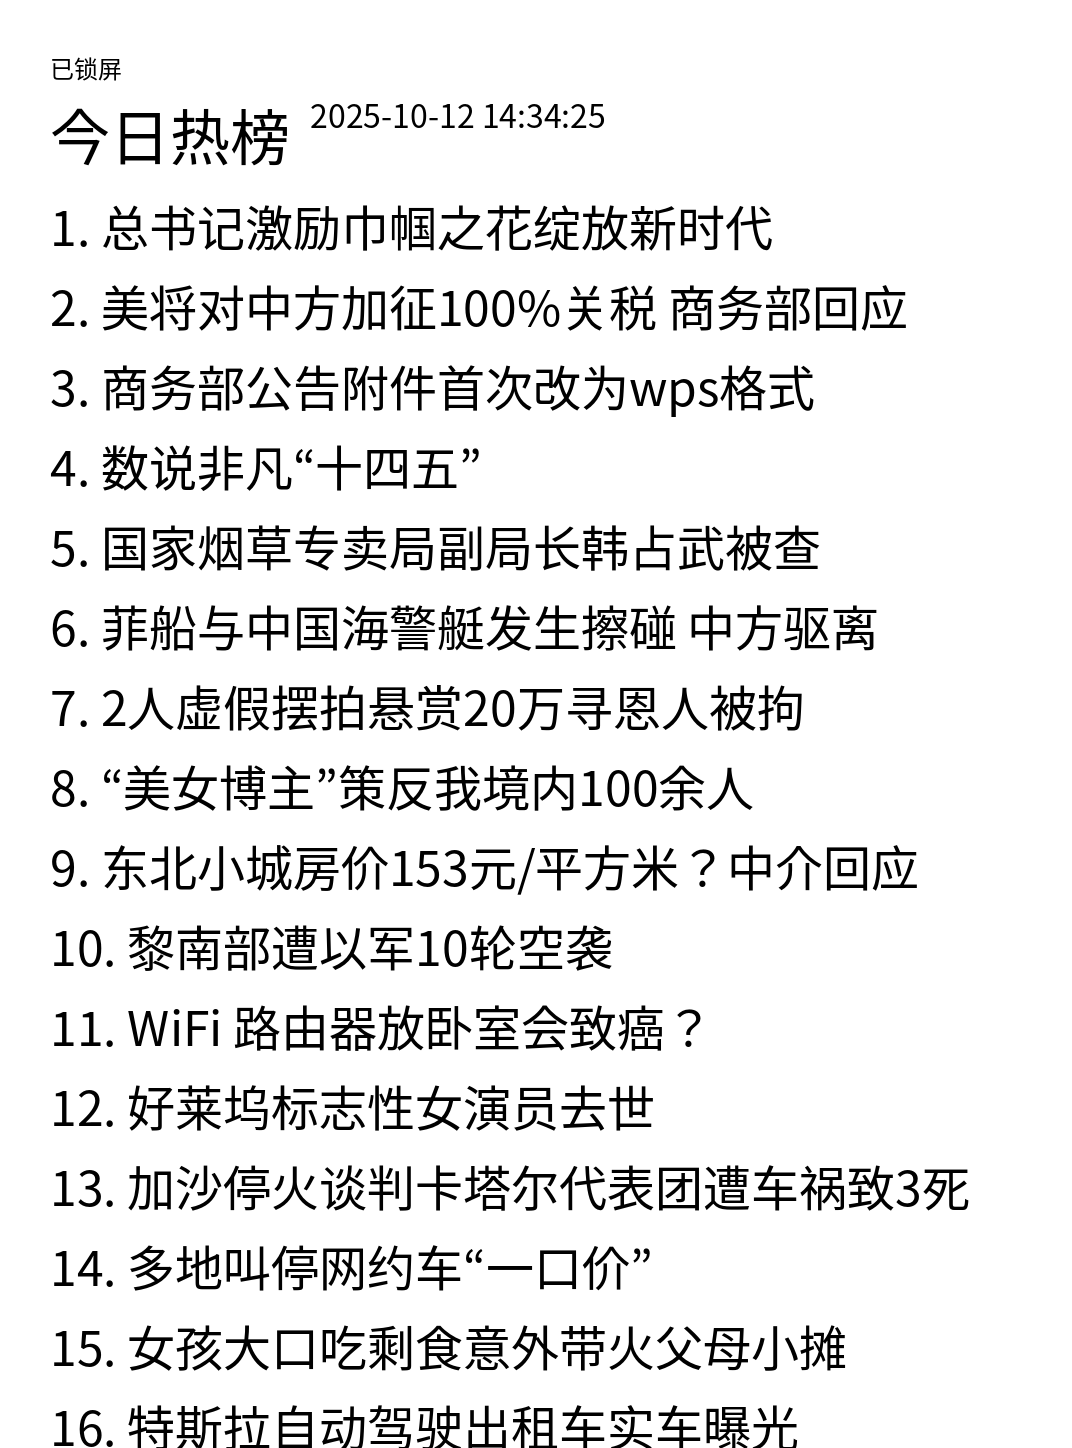 已锁屏
今日热榜 2025-10-12 14:34:25
1. 总书记激励巾帼之花绽放新时代
2. 美将对中方加征100%关税 商务部回应
3. 商务部公告附件首次改为wps格式
4. 数说非凡“十四五”
5. 国家烟草专卖局副局长韩占武被查
6. 菲船与中国海警艇发生擦碰 中方驱离
7. 2人虚假摆拍悬赏20万寻恩人被拘
8. “美女博主”策反我境内100余人
9. 东北小城房价153元/平方米？中介回应
10. 黎南部遭以军10轮空袭
11. WiFi 路由器放卧室会致癌？
12. 好莱坞标志性女演员去世
13. 加沙停火谈判卡塔尔代表团遭车祸致3死
14. 多地叫停网约车“一口价”
15. 女孩大口吃剩食意外带火父母小摊
16. 特斯拉自动驾驶出租车实车曝光